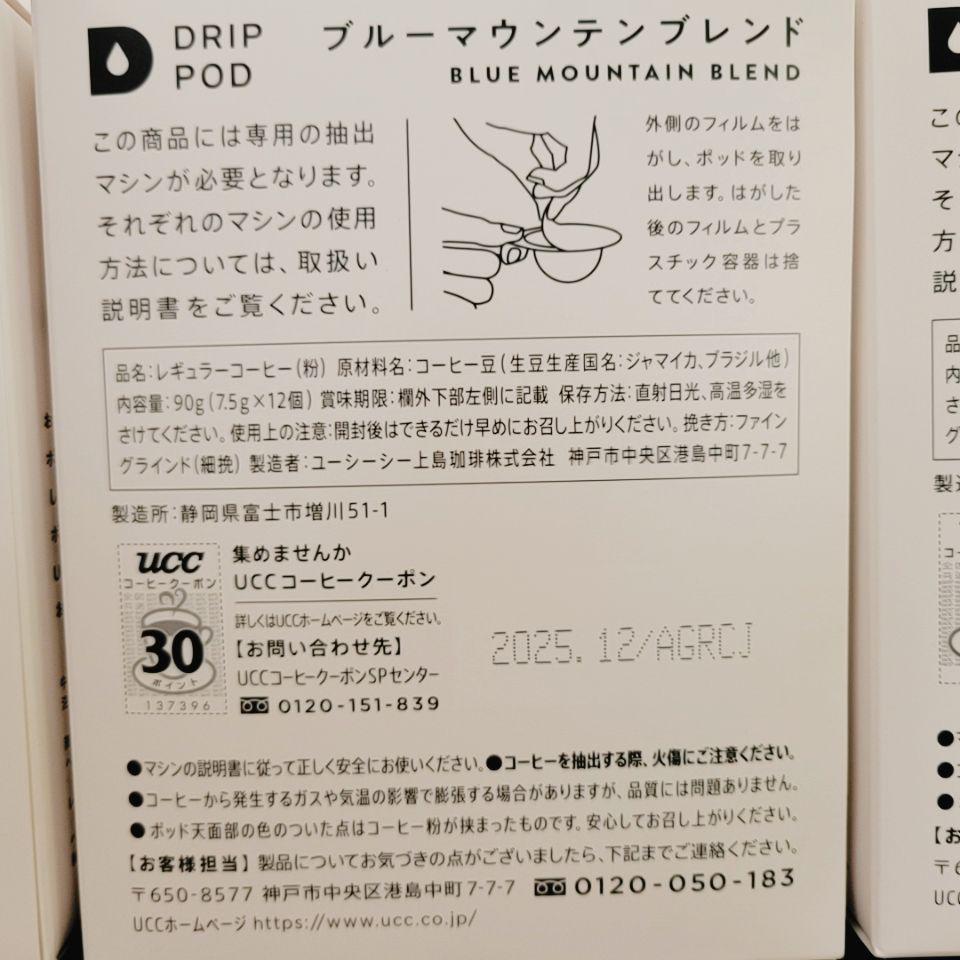 DRIP
POD
ブルーマウンテンブレンド
BLUE MOUNTAIN BLEND
この商品には専用の抽出
マシンが必要となります。
それぞれのマシンの使用
方法については、取扱い
説明書をご覧ください。
外側のフィルムをは
がし、ポッドを取り
出します。はがした
後のフィルムとプラ
スチック容器は捨
ててください。
品名:レギュラーコーヒー(粉) 原材料名:コーヒー豆(生豆生産国名:ジャマイカ、ブラジル他)
内容量:90g(7.5g×12個) 賞味期限:欄外下部左側に記載 保存方法:直射日光、高温多湿を
さけてください。使用上の注意:開封後はできるだけ早めにお召し上がりください。挽き方:ファイン
グラインド(細挽) 製造者:ユーシーシー上島珈琲株式会社 神戸市中央区港島中町7-7-7
製造所:静岡県富士市増川51-1
UCC
コーヒークーポン
30
ポイント
137396
集めませんか
UCCコーヒークーポン
詳しくはUCCホームページをご覧ください。
【お問い合わせ先】
UCCコーヒークーポンSPセンター
0120-151-839
2025.12/AGRCJ
●マシンの説明書に従って正しく安全にお使いください。●コーヒーを抽出する際、火傷にご注意ください。
●コーヒーから発生するガスや気温の影響で膨張する場合がありますが、品質には問題ありません。
●ポッド天面部の色のついた点はコーヒー粉が挟まったものです。安心してお召し上がりください。
【お客様担当】製品についてお気づきの点がございましたら、下記までご連絡ください。
〒650-8577 神戸市中央区港島中町7-7-7 0120-050-183
UCCホームページ https://www.ucc.co.jp/